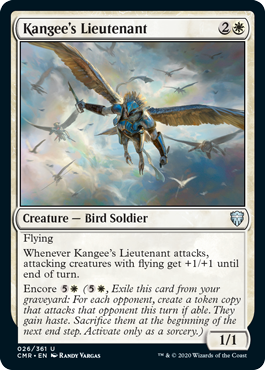 Kangee's Lieutenant 2
Creature — Bird Soldier
Flying
Whenever Kangee's Lieutenant attacks,
attacking creatures with flying get +1/+1 until
end of turn.
Encore 5 (5, Exile this card from your
graveyard: For each opponent, create a token copy
that attacks that opponent this turn if able. They
gain haste. Sacrifice them at the beginning of the
next end step. Activate only as a sorcery.)
1/1
026/361 U
CMR • EN RANDY VARGAS
™ & © 2020 Wizards of the Coast